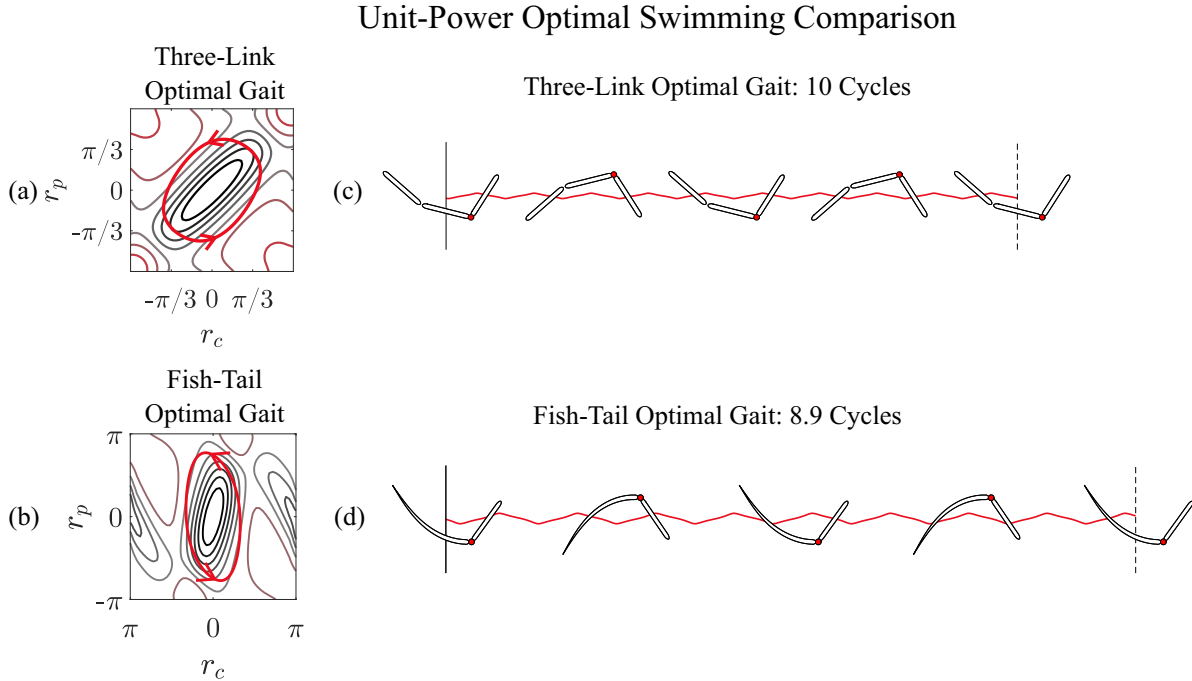 Unit-Power Optimal Swimming Comparison
Three-Link
Optimal Gait
Three-Link Optimal Gait: 10 Cycles
(a)
r_p
π/3
0
-π/3
-π/3 0 π/3
r_c
(c)
Fish-Tail
Optimal Gait
Fish-Tail Optimal Gait: 8.9 Cycles
(b)
r_p
π
0
-π
π 0 π
r_c
(d)